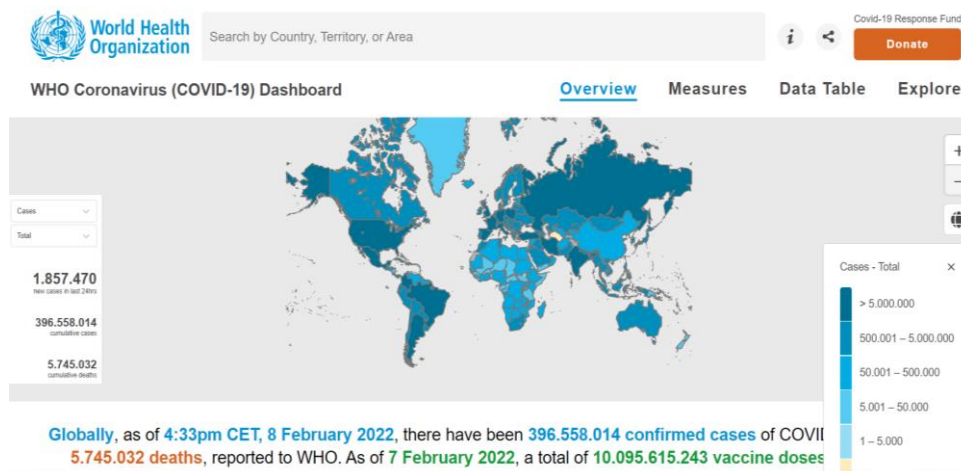 World Health
Organization
Search by Country, Territory, or Area
i
Covid-19 Response Fund
Donate
WHO Coronavirus (COVID-19) Dashboard
Overview
Measures
Data Table
Explore
+
−
Cases
Total
1.857.470
new cases in last 24hrs
396.558.014
cumulative cases
5.745.032
cumulative deaths
Cases - Total
×
> 5.000.000
500.001 – 5.000.000
50.001 – 500.000
5.001 – 50.000
1 – 5.000
Globally, as of 4:33pm CET, 8 February 2022, there have been 396.558.014 confirmed cases of COVI
5.745.032 deaths, reported to WHO. As of 7 February 2022, a total of 10.095.615.243 vaccine doses